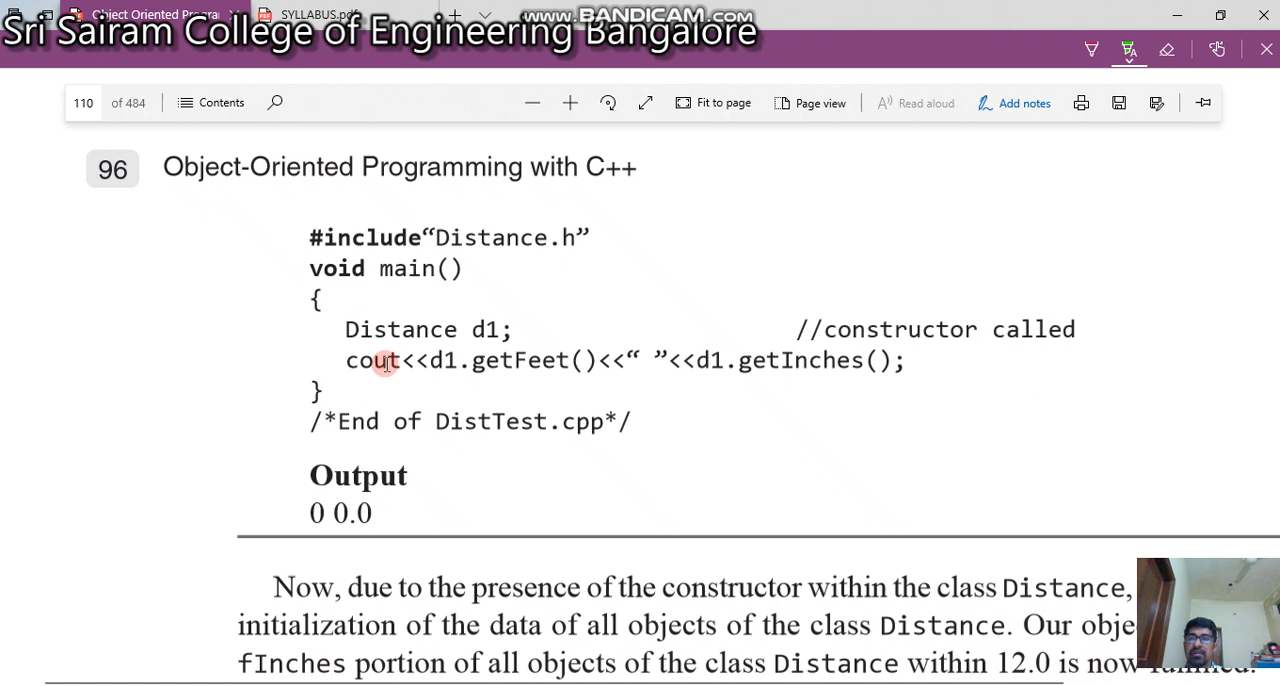 Object Oriented Progra
SYLLABUS.pdf
www.BANDICAM.com
Sri Sairam College of Engineering Bangalore
110 of 484
Contents
Fit to page
Page view
Read aloud
Add notes
96 Object-Oriented Programming with C++
#include“Distance.h”
void main()
{
Distance d1; //constructor called
cout<<d1.getFeet()<<“ ”<<d1.getInches();
}
/*End of DistTest.cpp*/
Output
0 0.0
Now, due to the presence of the constructor within the class Distance,
initialization of the data of all objects of the class Distance. Our obje
fInches portion of all objects of the class Distance within 12.0 is now